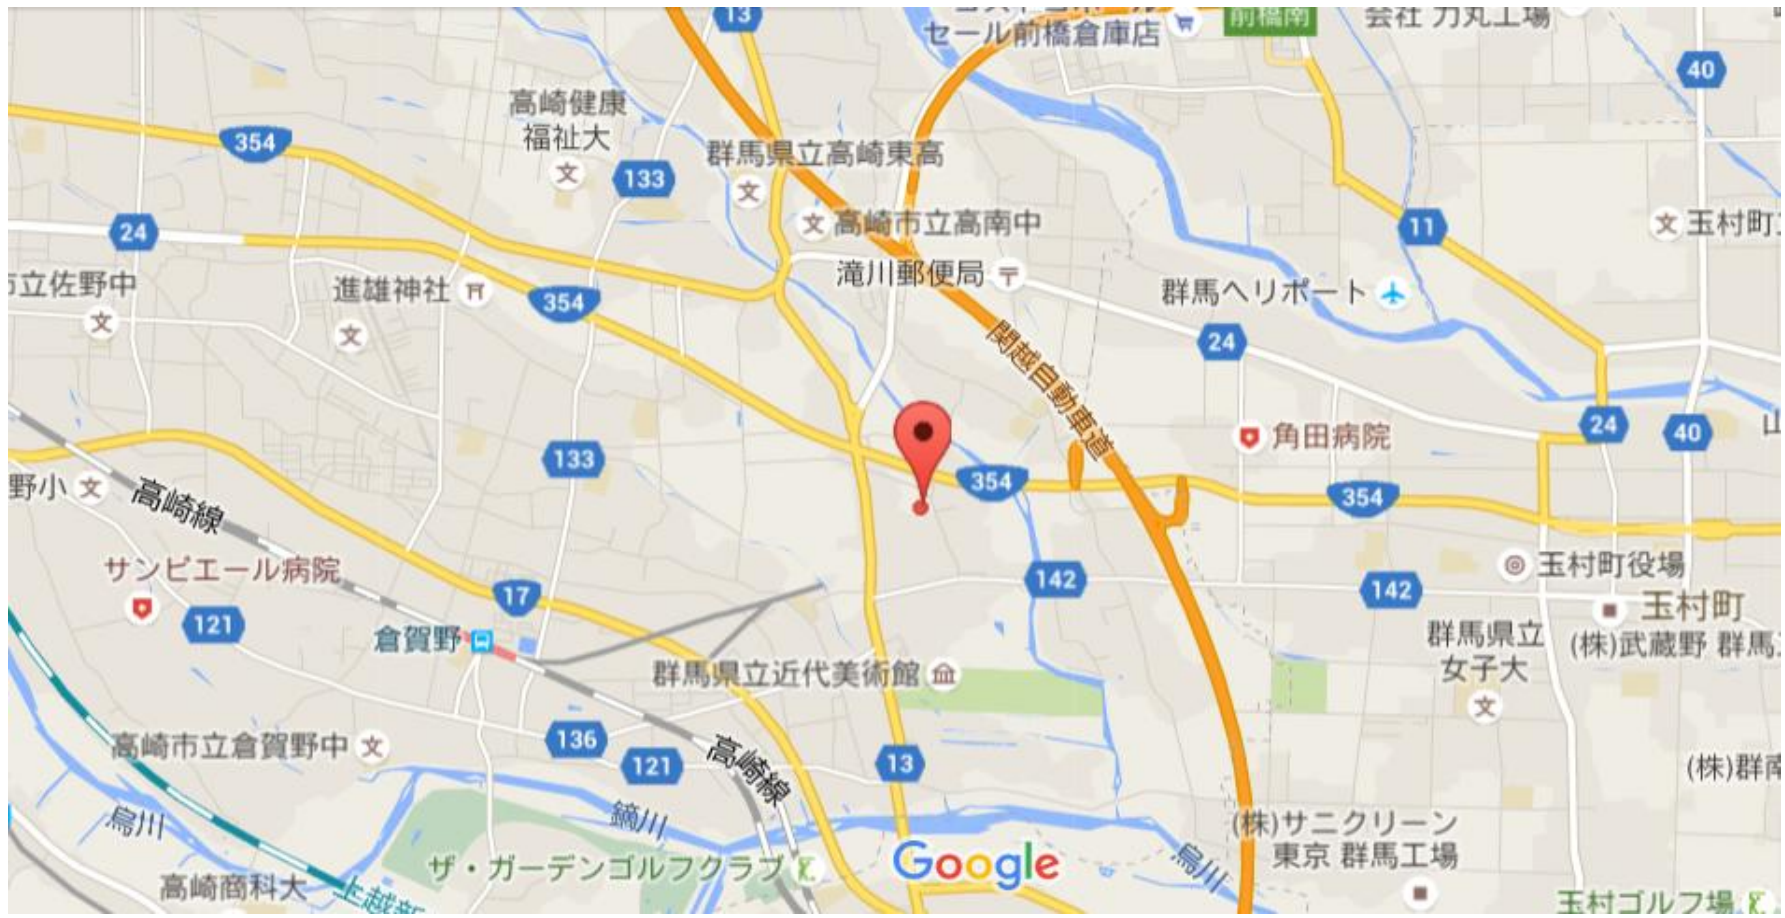 13
セール前橋倉庫店
前橋南
会社 力丸工場
40
高崎健康
福祉大
354
133
群馬県立高崎東高
24
高崎市立高南中
11
玉村町
市立佐野中
進雄神社
354
滝川郵便局
群馬ヘリポート
24
関越自動車道
133
角田病院
24
40
野小
高崎線
354
354
サンピエール病院
17
142
142
玉村町役場
121
倉賀野
玉村町
群馬県立
女子大
(株)武蔵野 群馬
群馬県立近代美術館
高崎市立倉賀野中
136
121
高崎線
13
(株)群南
烏川
鏑川
(株)サニクリーン
東京 群馬工場
烏川
ザ・ガーデンゴルフクラブ
Google
高崎商科大
上越新
玉村ゴルフ場